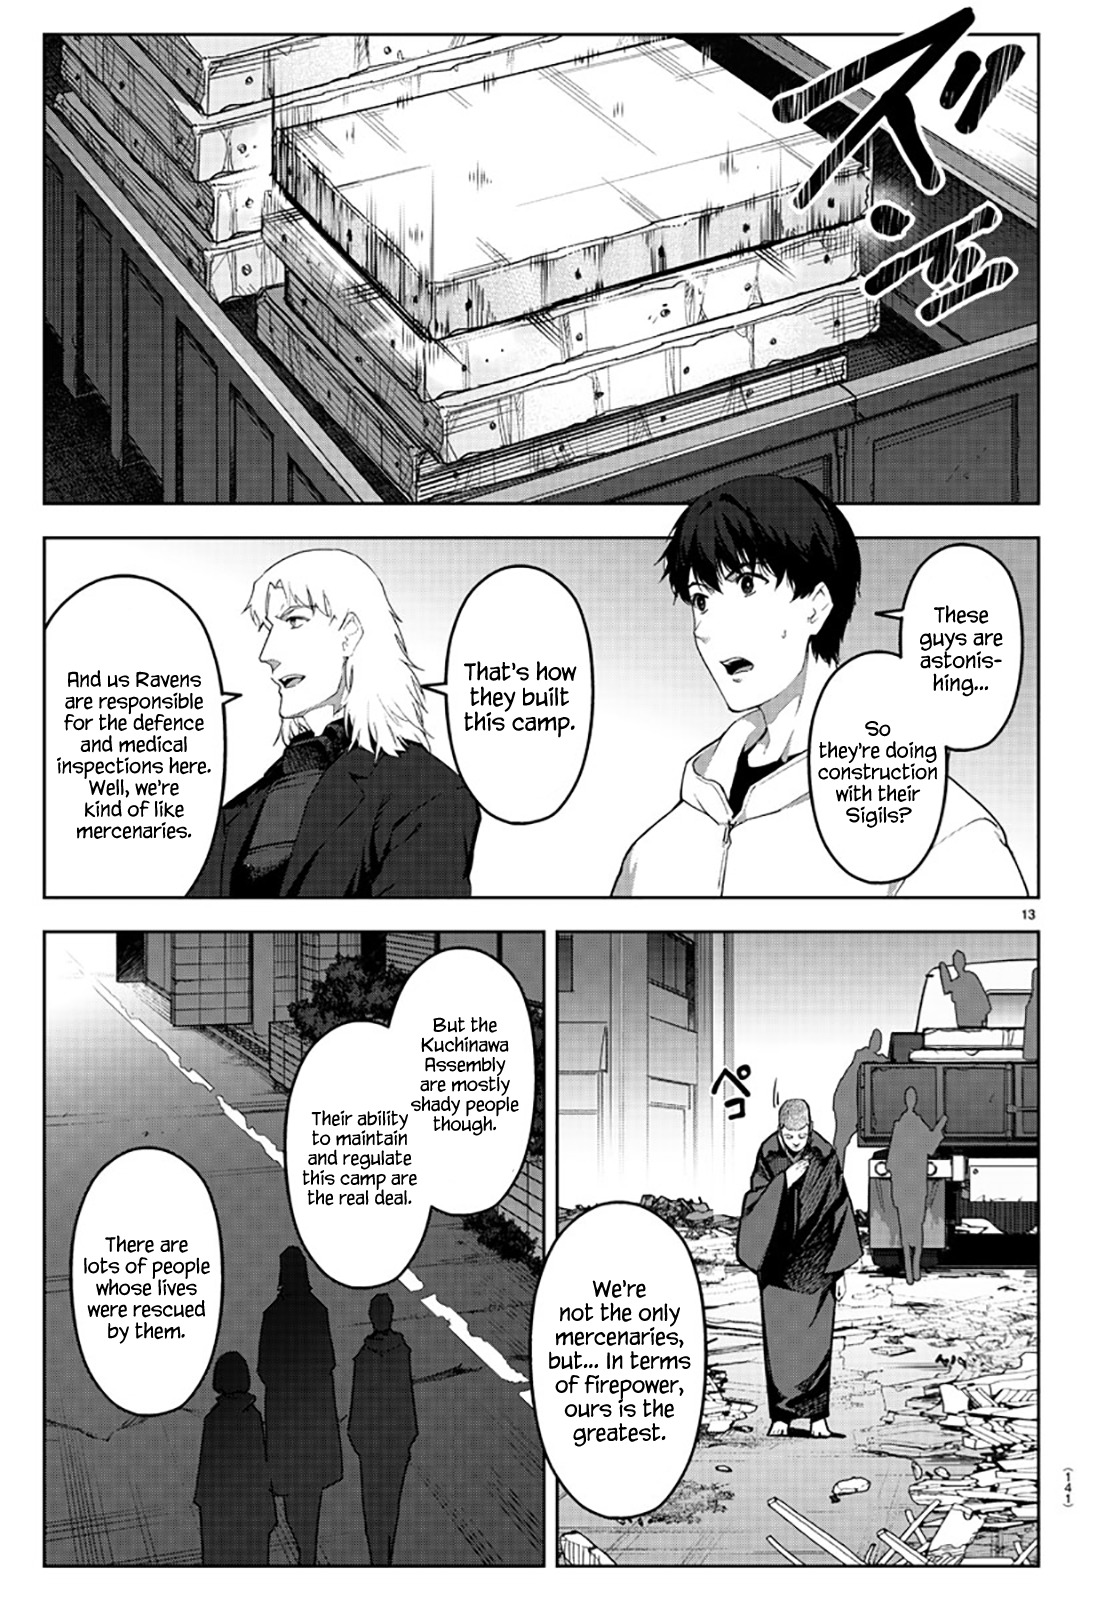 ズズ…ン
These
guys are
astonis-
hing...
So
they're doing
construction
with their
Sigils?
That's how
they built
this camp.
And us Ravens
are responsible
for the defence
and medical
inspections here.
Well, we're
kind of like
mercenaries.
13
ペコ
We're
not the only
mercenaries,
but... In terms
of firepower,
ours is the
greatest.
But the
Kuchinawa
Assembly
are mostly
shady people
though.
Their ability
to maintain
and regulate
this camp are
the real deal.
There are
lots of people
whose lives
were rescued
by them.
(141)